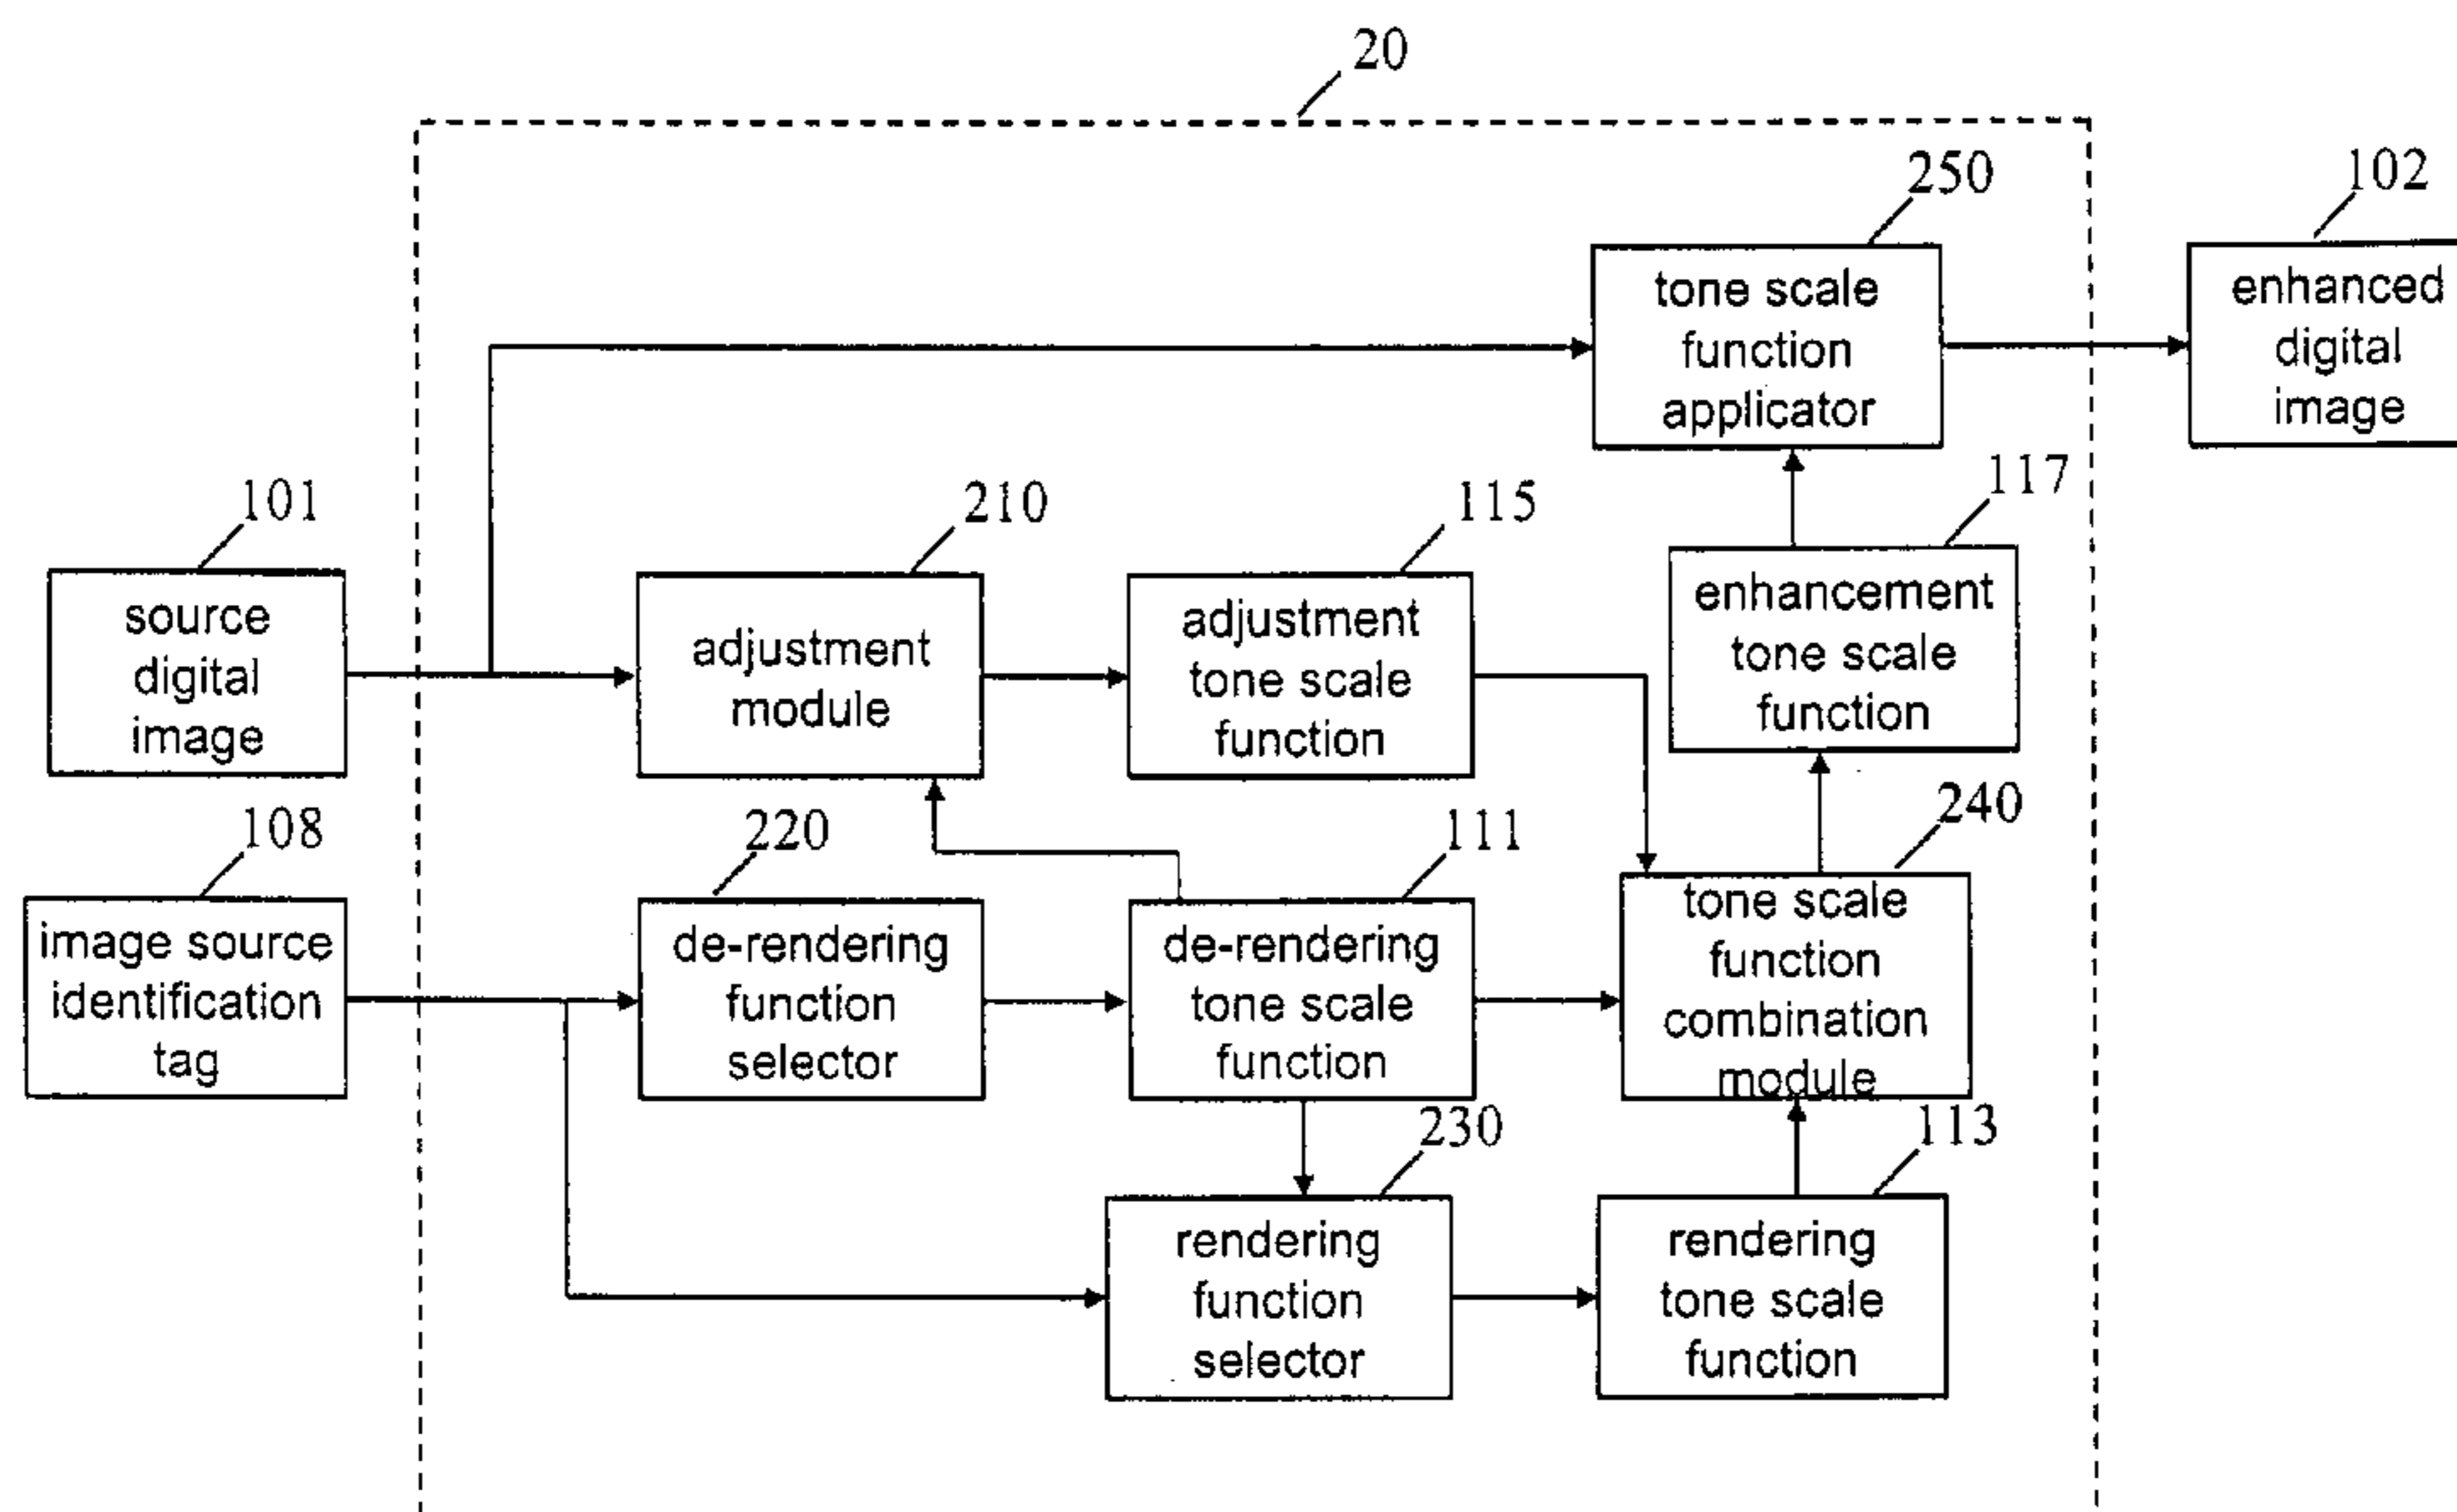 20
250
tone scale
function
applicator
102
enhanced
digital
image
101
source
digital
image
210
adjustment
module
115
adjustment
tone scale
function
117
enhancement
tone scale
function
108
image source
identification
tag
220
de-rendering
function
selector
111
de-rendering
tone scale
function
240
tone scale
function
combination
module
230
rendering
function
selector
113
rendering
tone scale
function